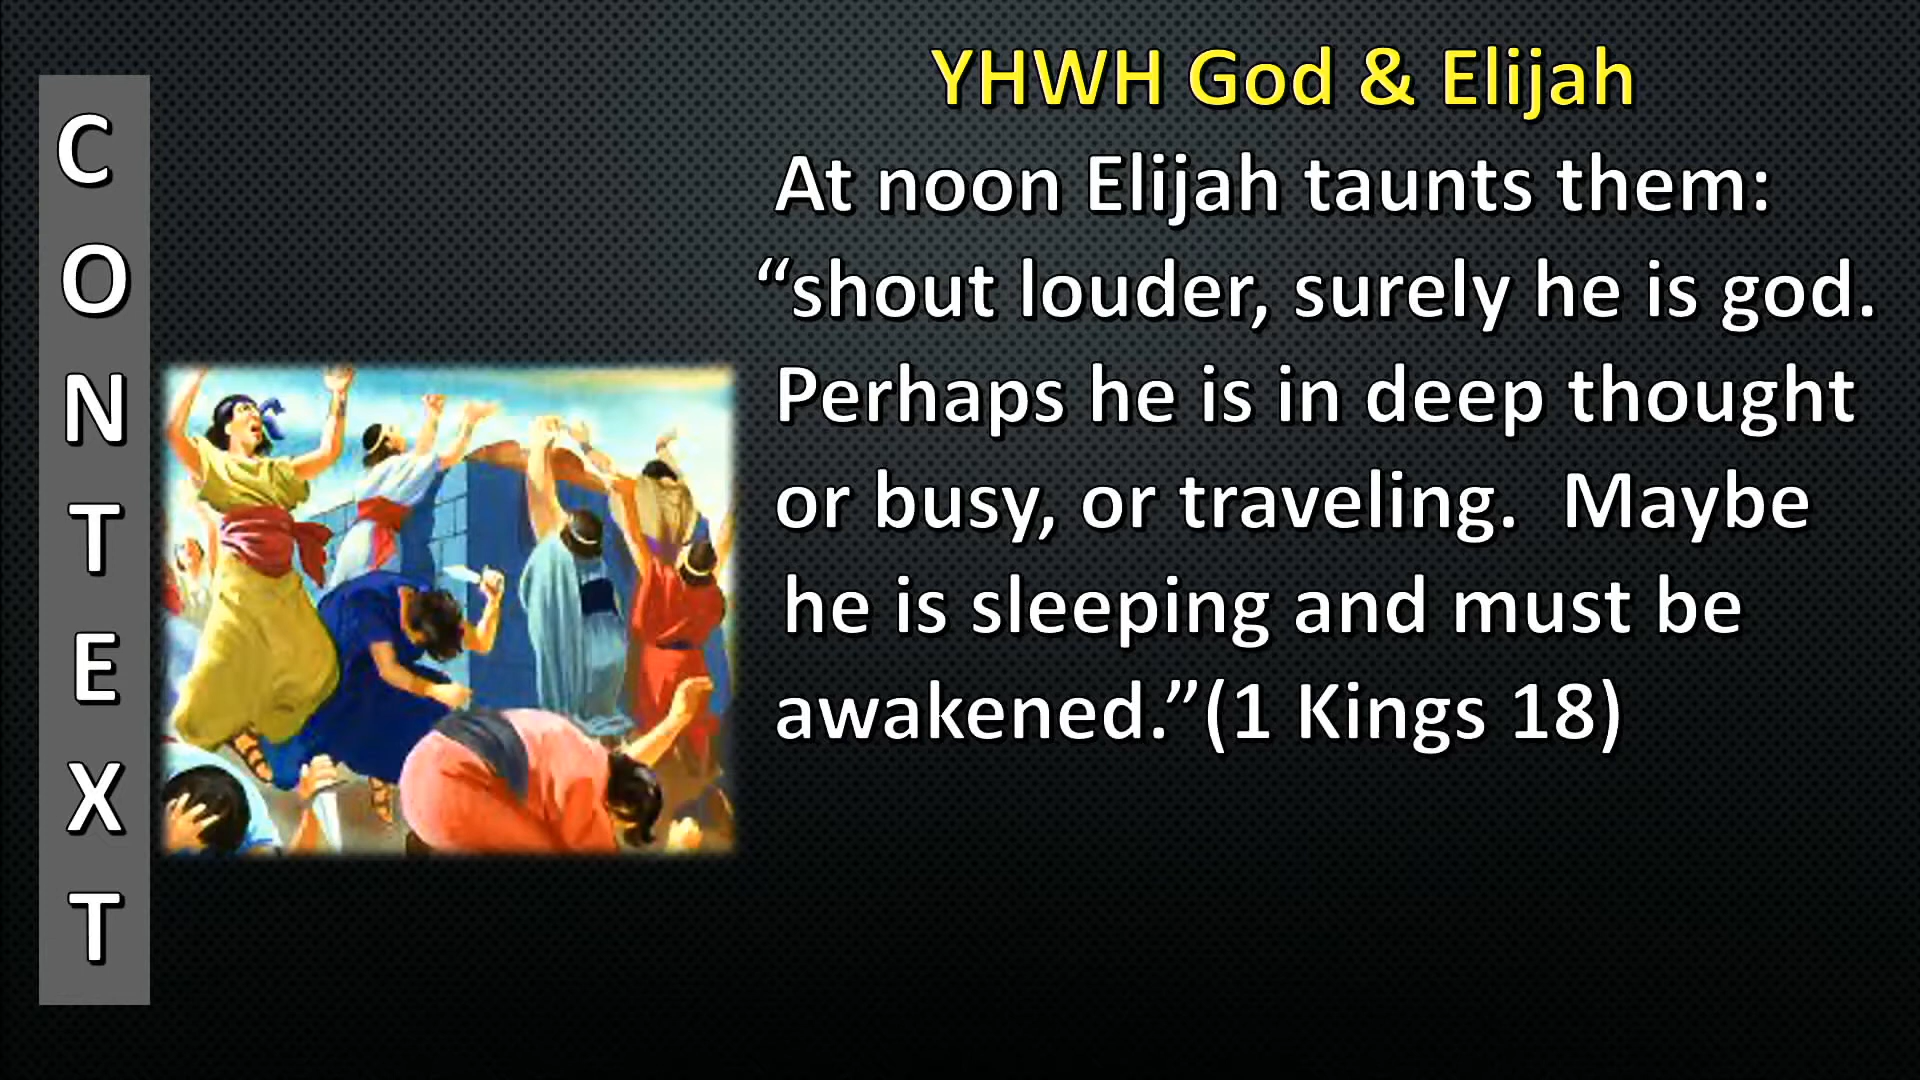 CONTEXT
YHWH God & Elijah
At noon Elijah taunts them:
“shout louder, surely he is god.
Perhaps he is in deep thought
or busy, or traveling.  Maybe
he is sleeping and must be
awakened.”(1 Kings 18)